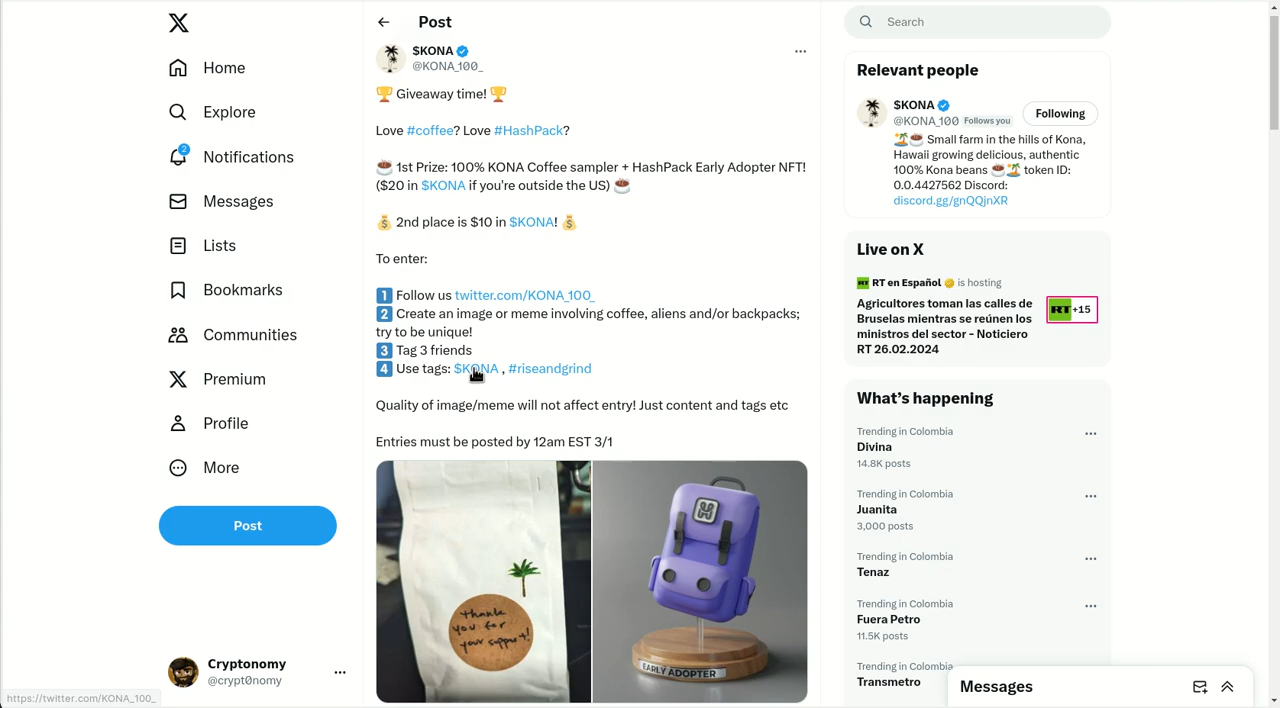 Home
Explore
2
Notifications
Messages
Lists
Bookmarks
Communities
Premium
Profile
More
Post
Cryptonomy
@crypt0nomy
https://twitter.com/KONA_100_
Post
$KONA
@KONA_100_
🏆 Giveaway time! 🏆
Love #coffee? Love #HashPack?
☕ 1st Prize: 100% KONA Coffee sampler + HashPack Early Adopter NFT!
($20 in $KONA if you're outside the US) ☕
💰 2nd place is $10 in $KONA! 💰
To enter:
1️⃣ Follow us twitter.com/KONA_100_
2️⃣ Create an image or meme involving coffee, aliens and/or backpacks;
try to be unique!
3️⃣ Tag 3 friends
4️⃣ Use tags: $KONA , #riseandgrind
Quality of image/meme will not affect entry! Just content and tags etc
Entries must be posted by 12am EST 3/1
thank
you for
your support!
EARLY ADOPTER
Search
Relevant people
$KONA
@KONA_100 Follows you
Following
🏝️☕ Small farm in the hills of Kona,
Hawaii growing delicious, authentic
100% Kona beans ☕🏝️ token ID:
0.0.4427562 Discord:
discord.gg/gnQQjnXR
Live on X
RT RT en Español is hosting
Agricultores toman las calles de
Bruselas mientras se reúnen los
ministros del sector - Noticiero
RT 26.02.2024
RT +15
What's happening
Trending in Colombia
Divina
14.8K posts
Trending in Colombia
Juanita
3,000 posts
Trending in Colombia
Tenaz
Trending in Colombia
Fuera Petro
11.5K posts
Trending in Colombia
Transmetro
Messages